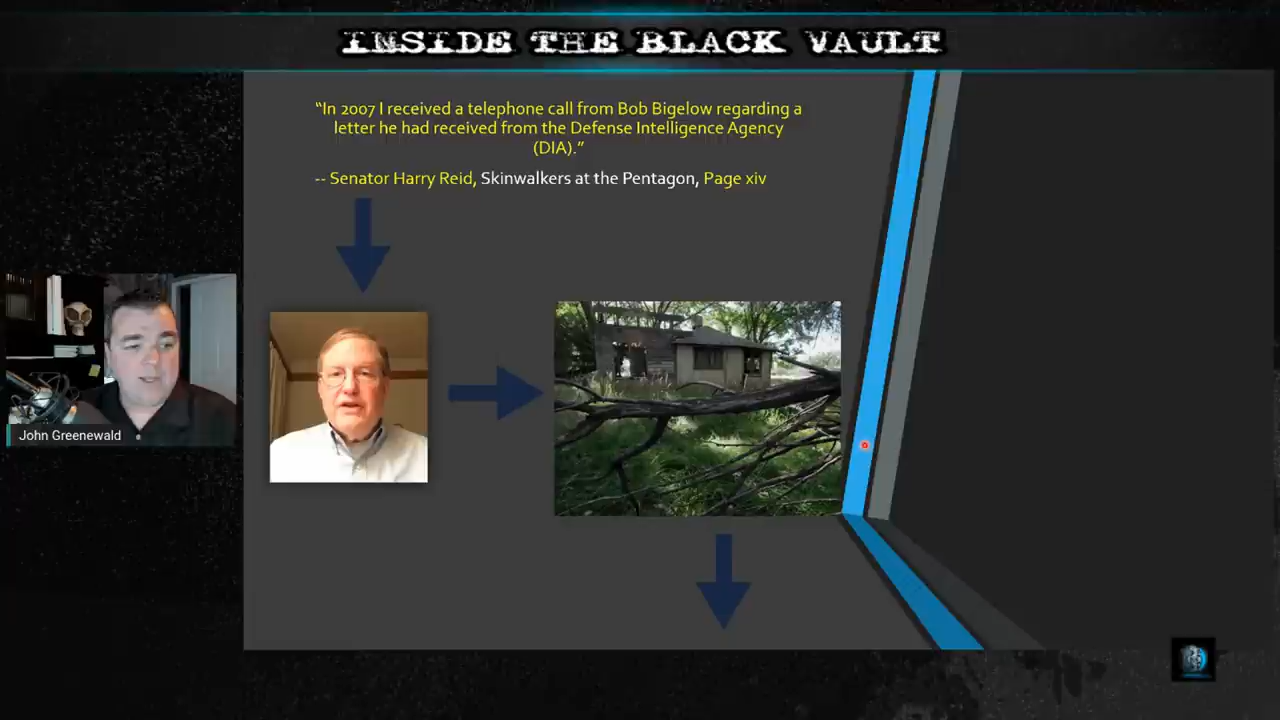 INSIDE THE BLACK VAULT
“In 2007 I received a telephone call from Bob Bigelow regarding a
letter he had received from the Defense Intelligence Agency
(DIA).”
-- Senator Harry Reid, Skinwalkers at the Pentagon, Page xiv
John Greenewald